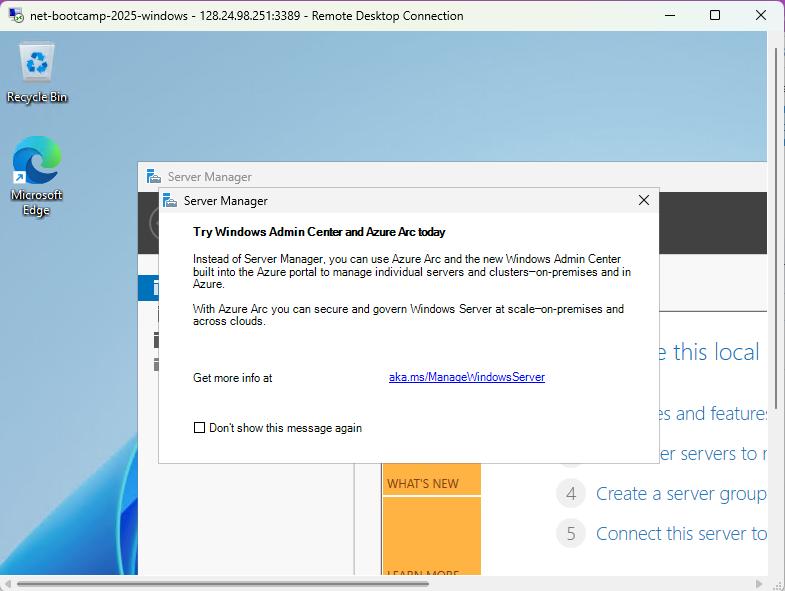 net-bootcamp-2025-windows - 128.24.98.251:3389 - Remote Desktop Connection
Recycle Bin
Microsoft
Edge
Server Manager
Server Manager
Try Windows Admin Center and Azure Arc today
Instead of Server Manager, you can use Azure Arc and the new Windows Admin Center
built into the Azure portal to manage individual servers and clusters—on-premises and in
Azure.
With Azure Arc you can secure and govern Windows Server at scale—on-premises and
across clouds.
Get more info at aka.ms/ManageWindowsServer
Don't show this message again
e this local
es and features
er servers to
WHAT'S NEW
4 Create a server group
5 Connect this server to
LEARN MORE